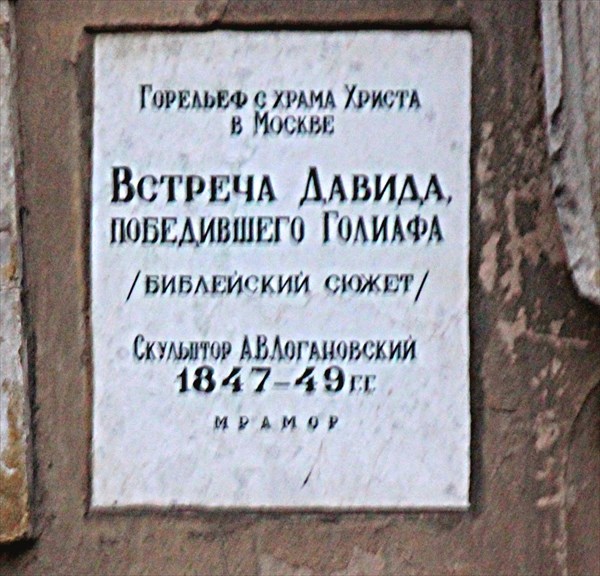 Горельеф с храма Христа
в Москве
Встреча Давида,
победившего Голиафа
/библейский сюжет/
Скульптор А.В.Логановский
1847-49 гг.
мрамор